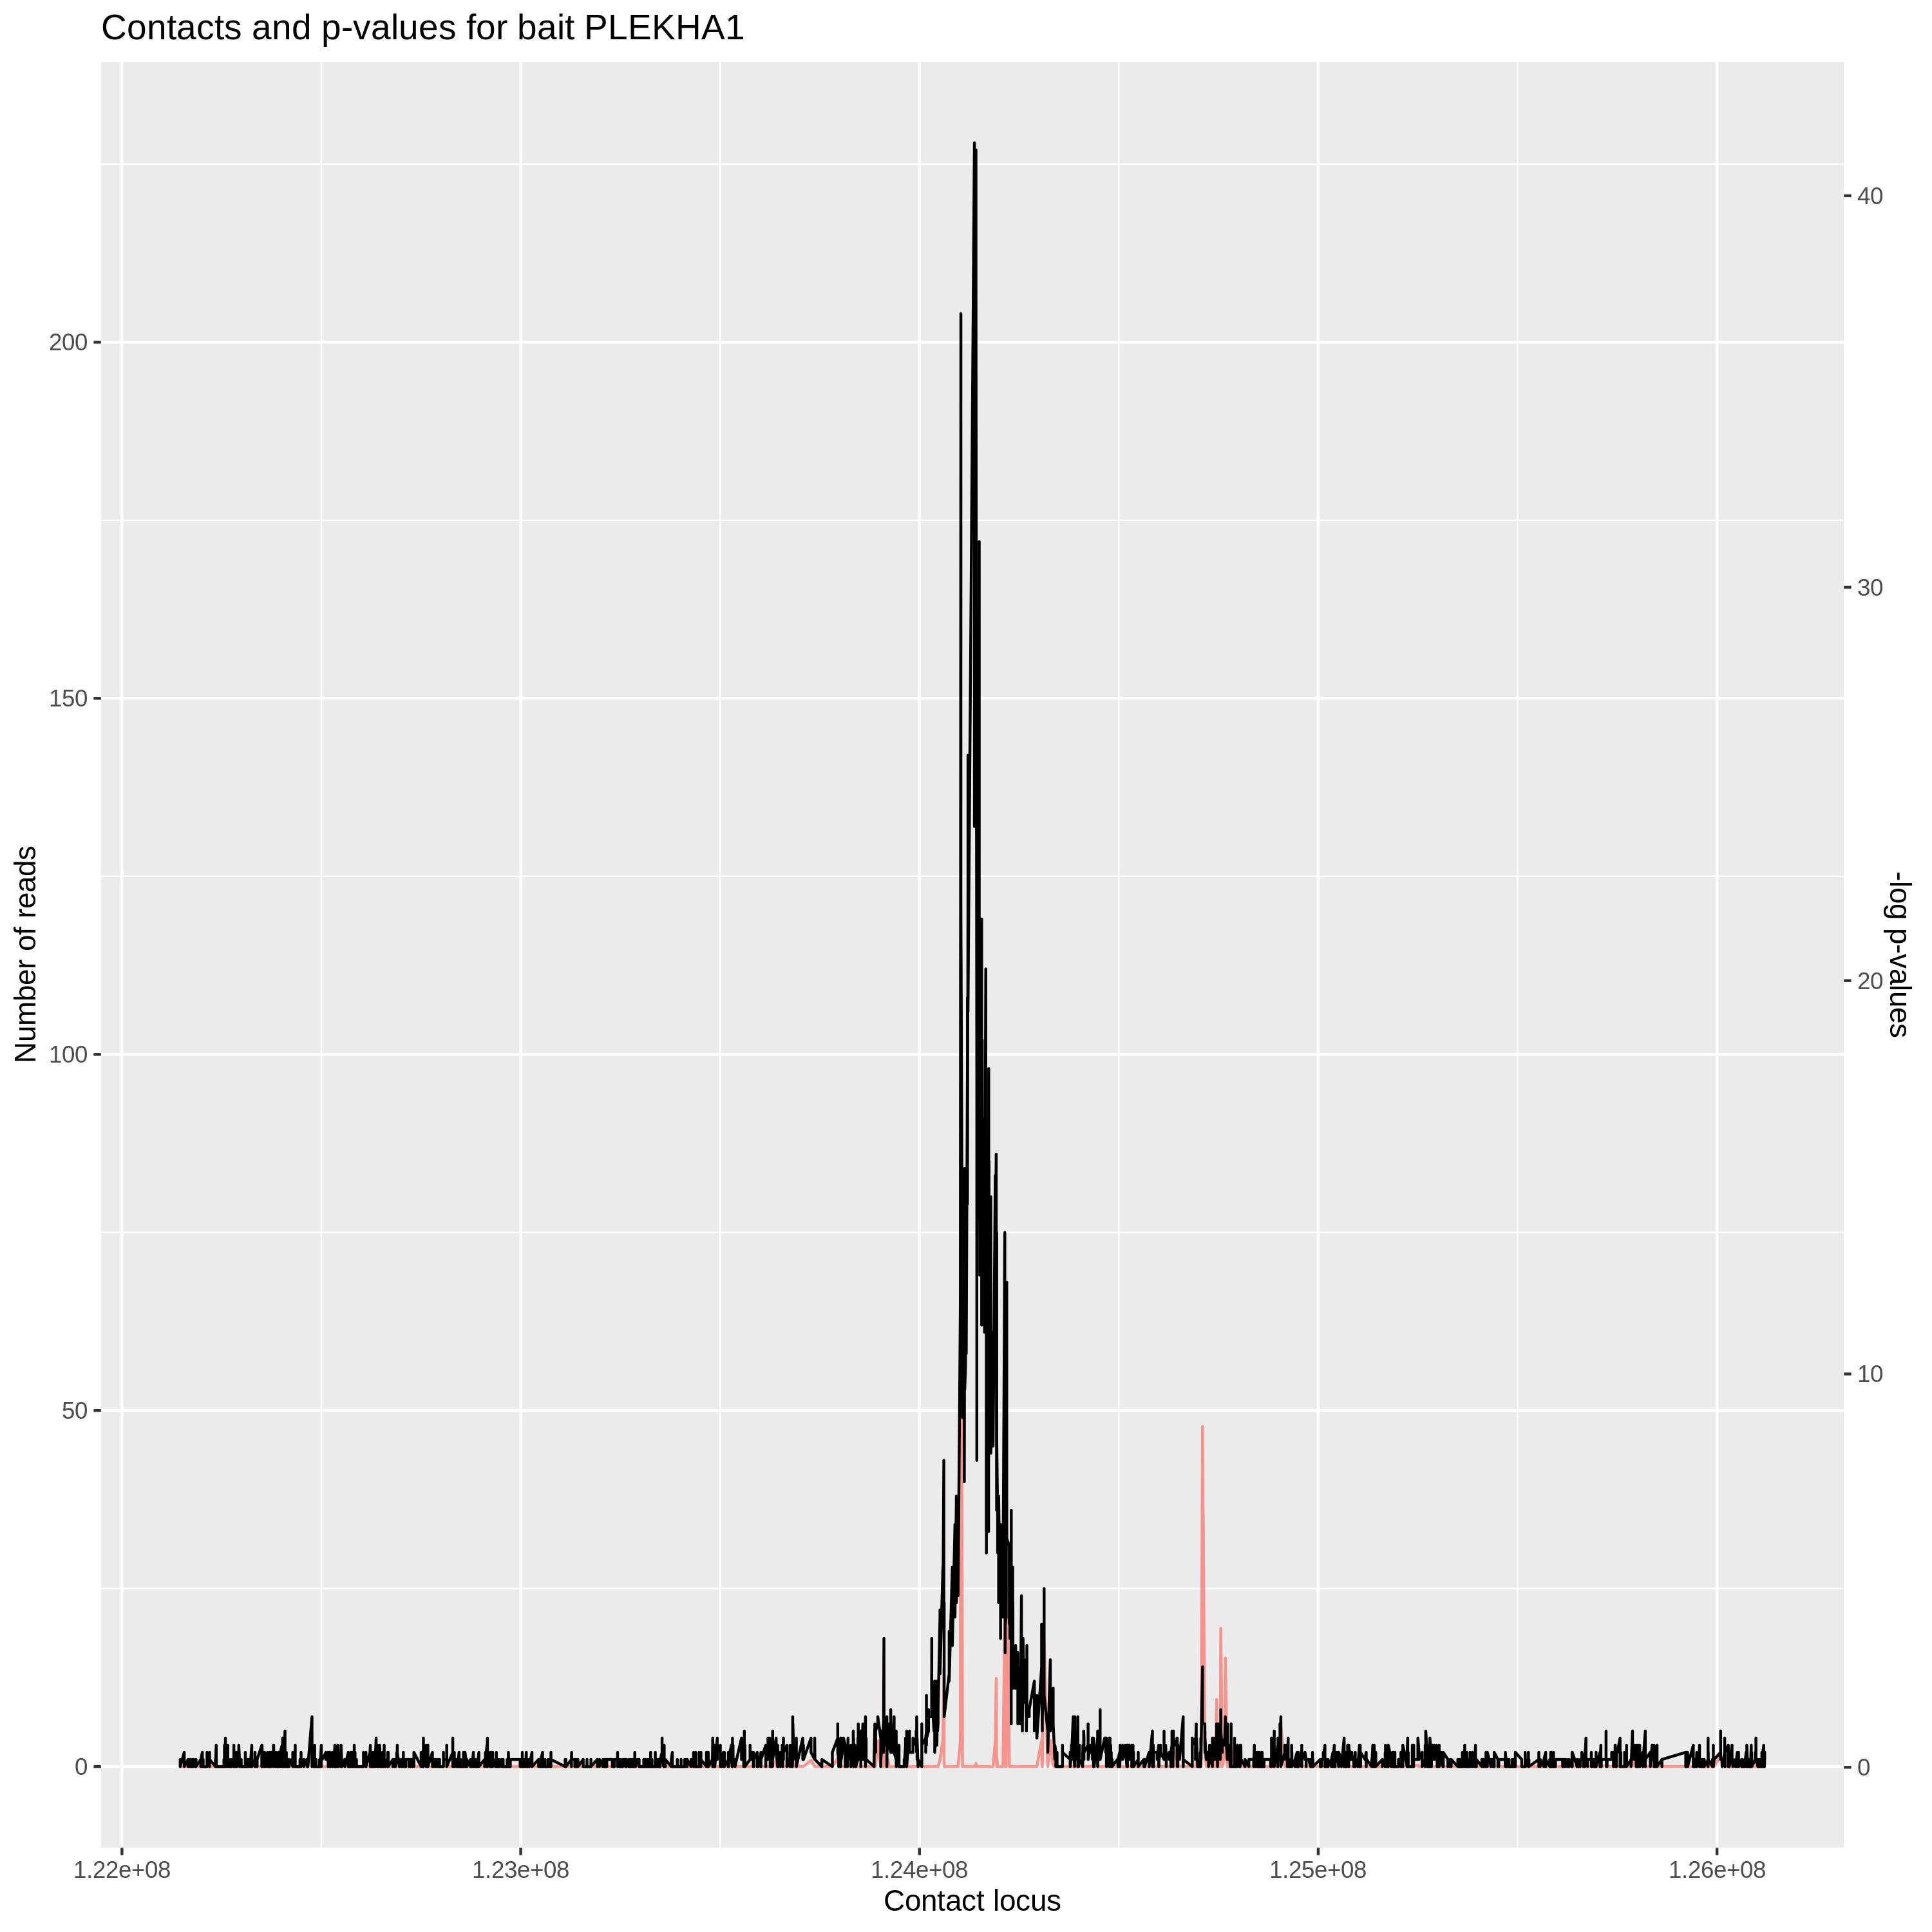 Contacts and p-values for bait PLEKHA1
Number of reads
200
150
100
50
0
40
30
20
10
0
-log p-values
1.22e+08 1.23e+08 1.24e+08 1.25e+08 1.26e+08
Contact locus